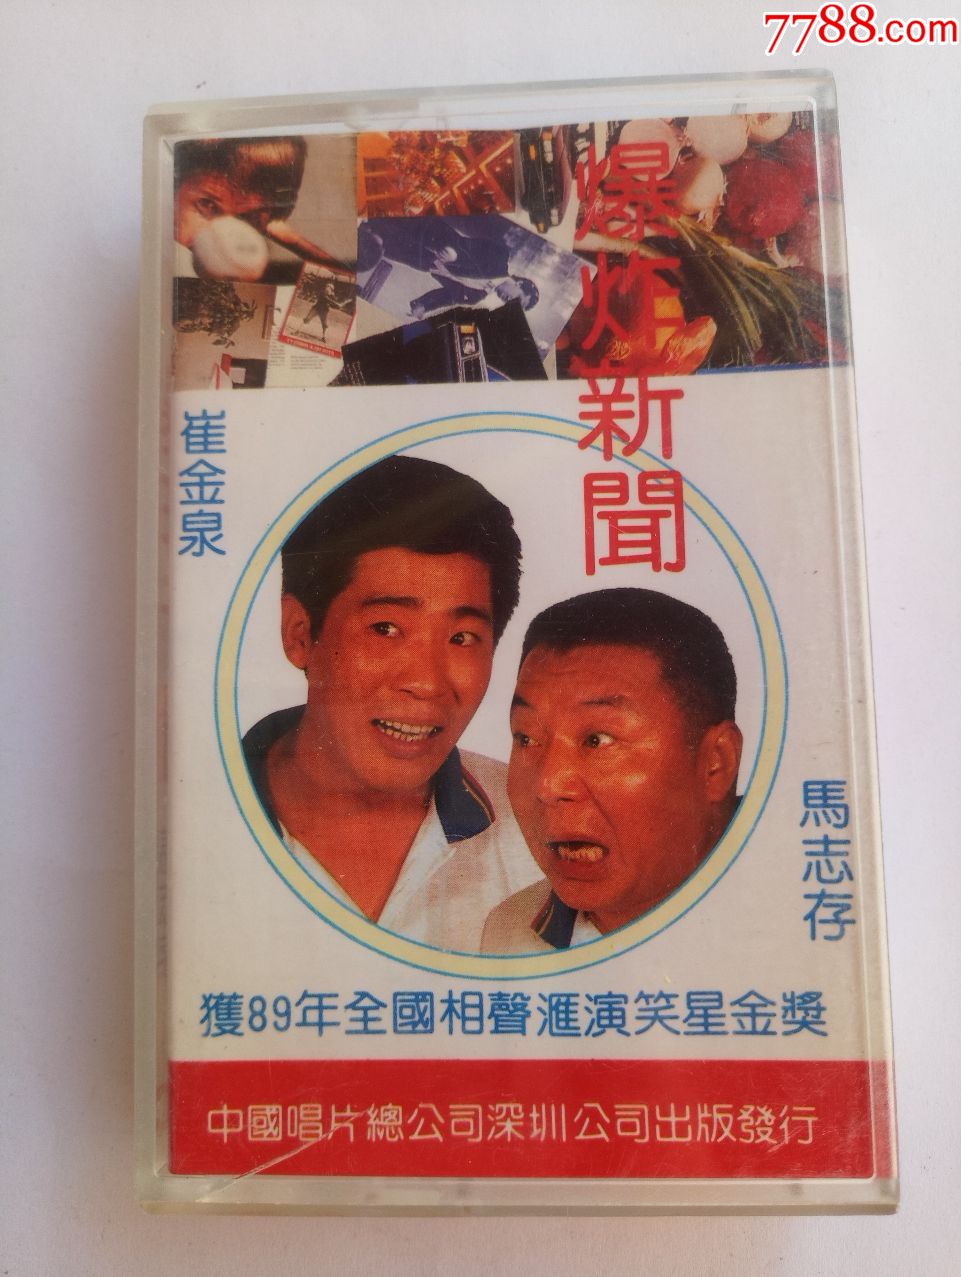 7788.com
爆炸新聞
崔金泉
馬志存
獲89年全國相聲滙演笑星金獎
中國唱片總公司深圳公司出版發行